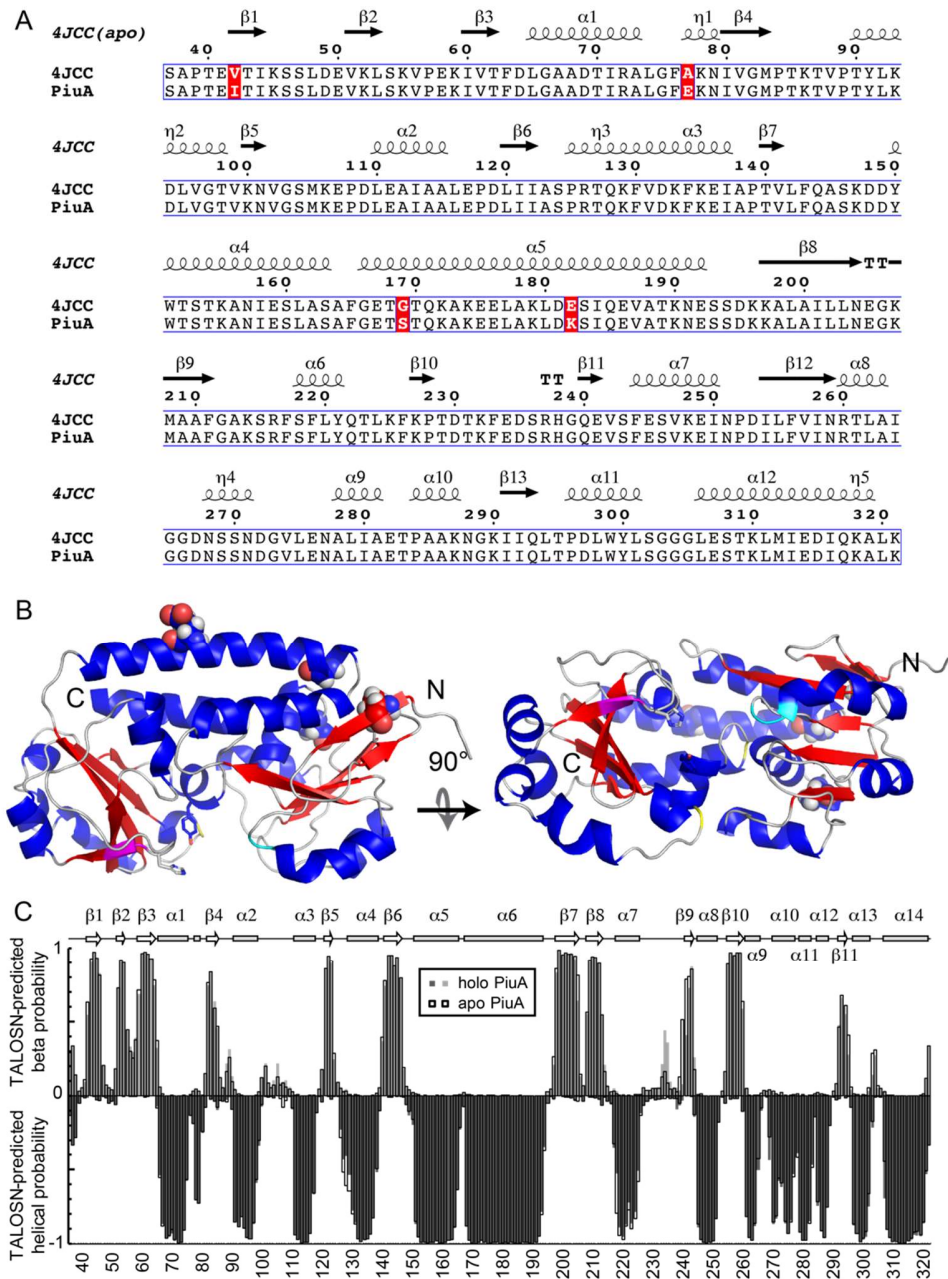 A
4JCC(apo) β1 β2 β3 α1 η1 β4
40 50 60 70 80 90
4JCC SAPTEVTIKSSLDEVKLSKVPEKIVTFDLGAADTIRALGFAKNIVGMPTKTVPTYLK
PiuA SAPTEITIKSSLDEVKLSKVPEKIVTFDLGAADTIRALGFEKNIVGMPTKTVPTYLK
4JCC η2 β5 α2 β6 η3 α3 β7
100 110 120 130 140 150
4JCC DLVGTVKNVGSMKEPDLEAIAALEPDLIIASPRTQKFVDKFKEIAPTVLFQASKDDY
PiuA DLVGTVKNVGSMKEPDLEAIAALEPDLIIASPRTQKFVDKFKEIAPTVLFQASKDDY
4JCC α4 α5 β8
160 170 180 190 200 TT
4JCC WTSTKANIESLASAFGETGTQKAKEELAKLDESIQEVATKNESSDKKALAILLNEGK
PiuA WTSTKANIESLASAFGETSTQKAKEELAKLDKSIQEVATKNESSDKKALAILLNEGK
4JCC β9 α6 β10 TT β11 α7 β12 α8
210 220 230 240 250 260
4JCC MAAFGAKSRFSFLYQTLKFKPTDTKFEDSRHGQEVSFESVKEINPDILFVINRTLAI
PiuA MAAFGAKSRFSFLYQTLKFKPTDTKFEDSRHGQEVSFESVKEINPDILFVINRTLAI
4JCC η4 α9 α10 β13 α11 α12 η5
270 280 290 300 310 320
4JCC GGDNSSNDGVLENALIAETPAAKNGKIIQLTPDLWYLSGGGLESTKLMIEDIQKALK
PiuA GGDNSSNDGVLENALIAETPAAKNGKIIQLTPDLWYLSGGGLESTKLMIEDIQKALK
B
C N 90° C N
C
β1 β2 β3 α1 β4 α2 α3 β5 α4 β6 α5 α6 β7 β8 α7 β9 α8 β10 α10 α12 α13 α14
α9 α11 β11
TALOSN-predicted beta probability
TALOSN-predicted helical probability
1
0
-1
holo PiuA
apo PiuA
40 50 60 70 80 90 100 110 120 130 140 150 160 170 180 190 200 210 220 230 240 250 260 270 280 290 300 310 320